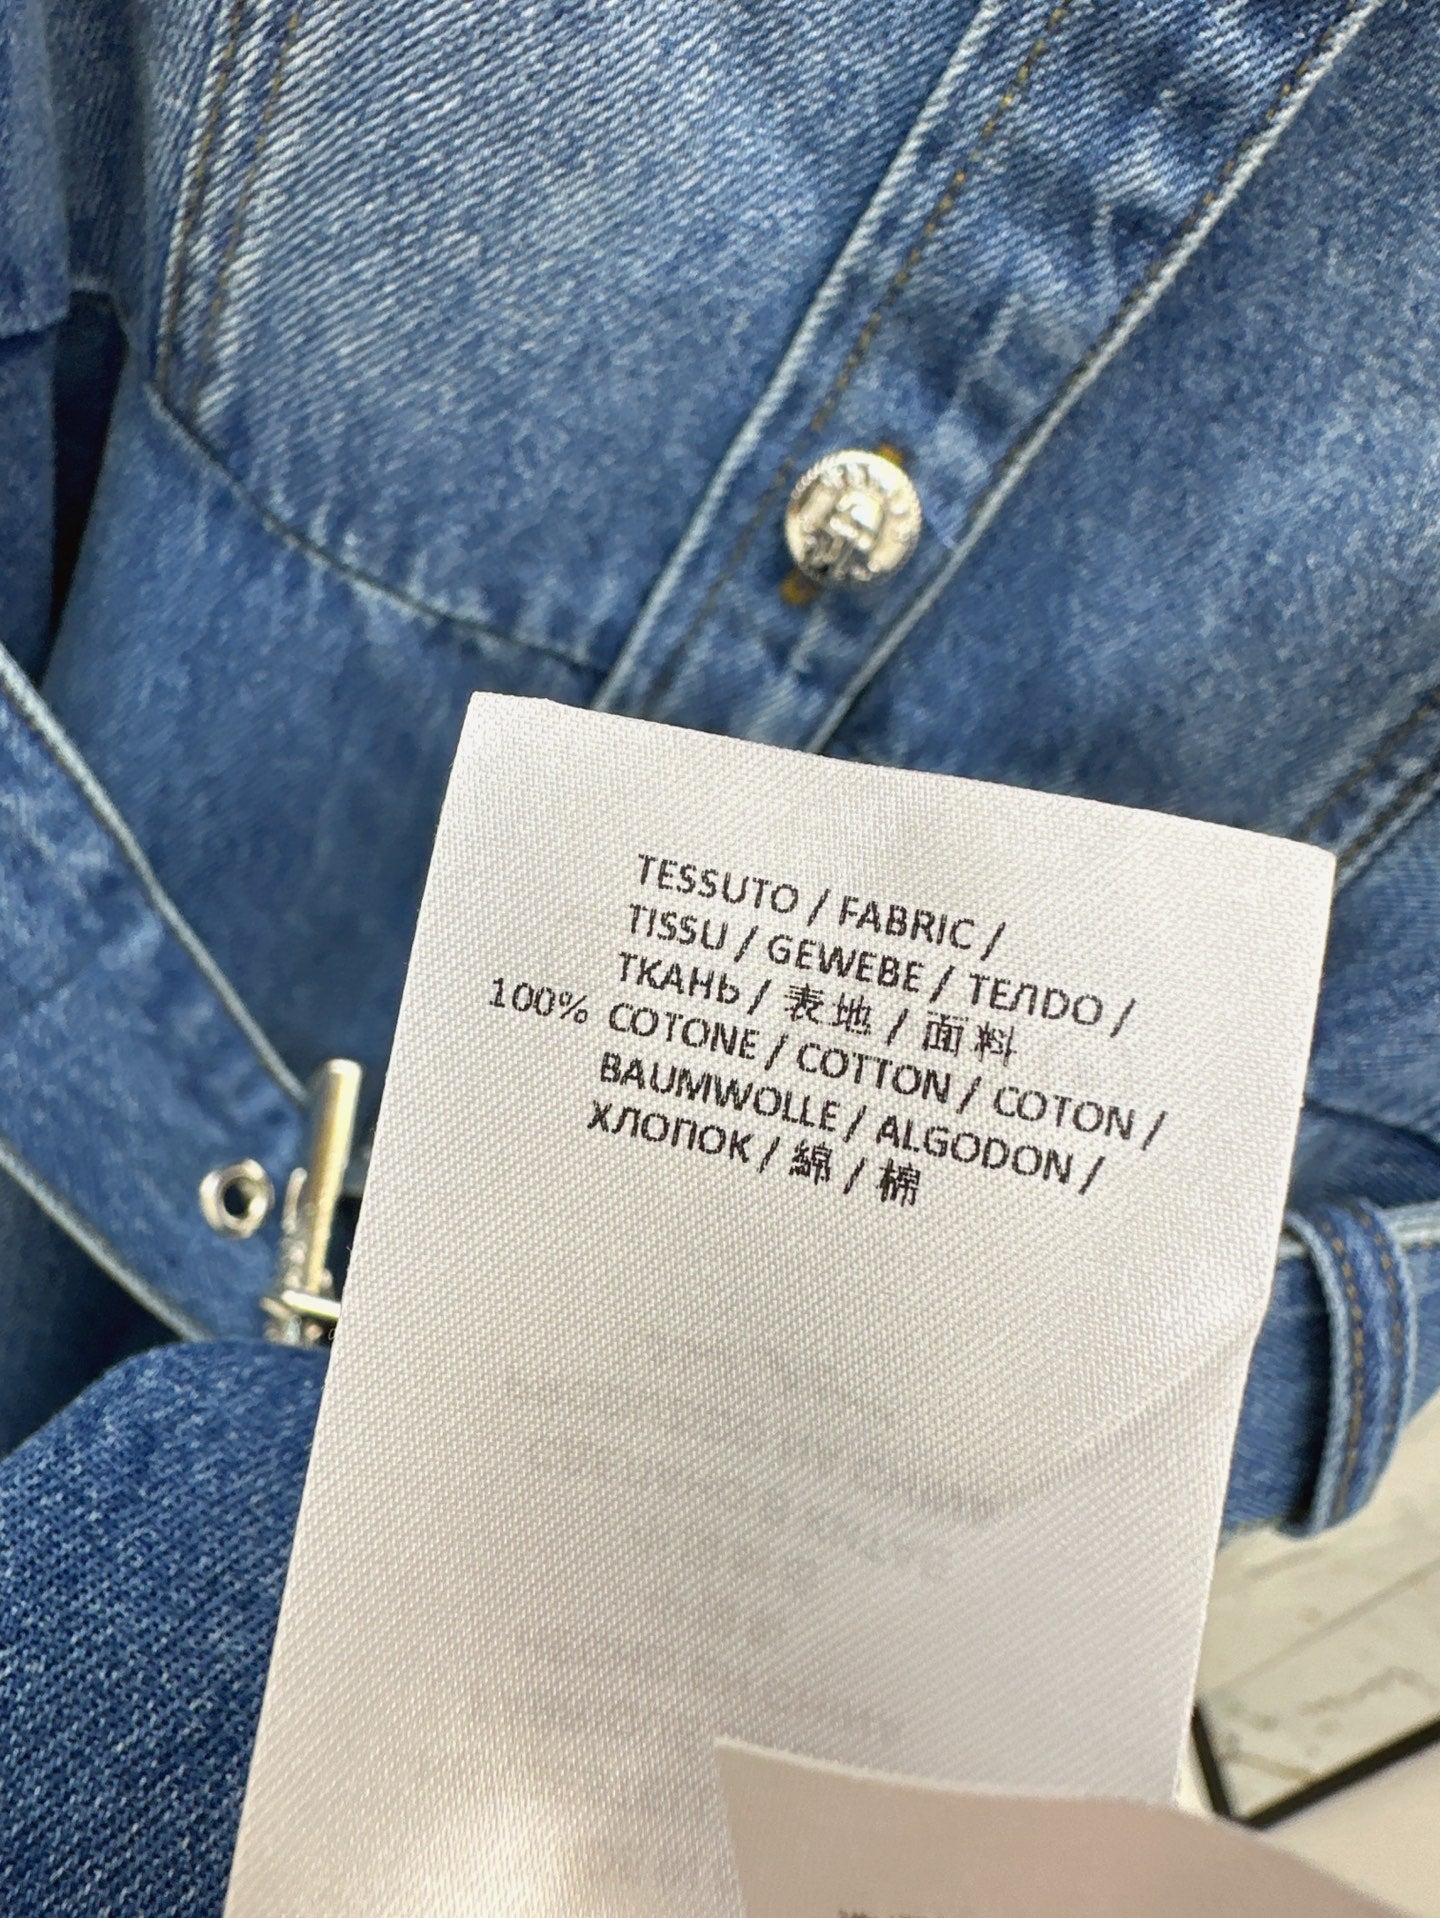 TESSUTO / FABRIC /
TISSU / GEWEBE / TEЛDO /
ТКАНЬ / 表地 / 面料
100% COTONE / COTTON / COTON /
BAUMWOLLE / ALGODON /
ХЛОПОК / 綿 / 棉